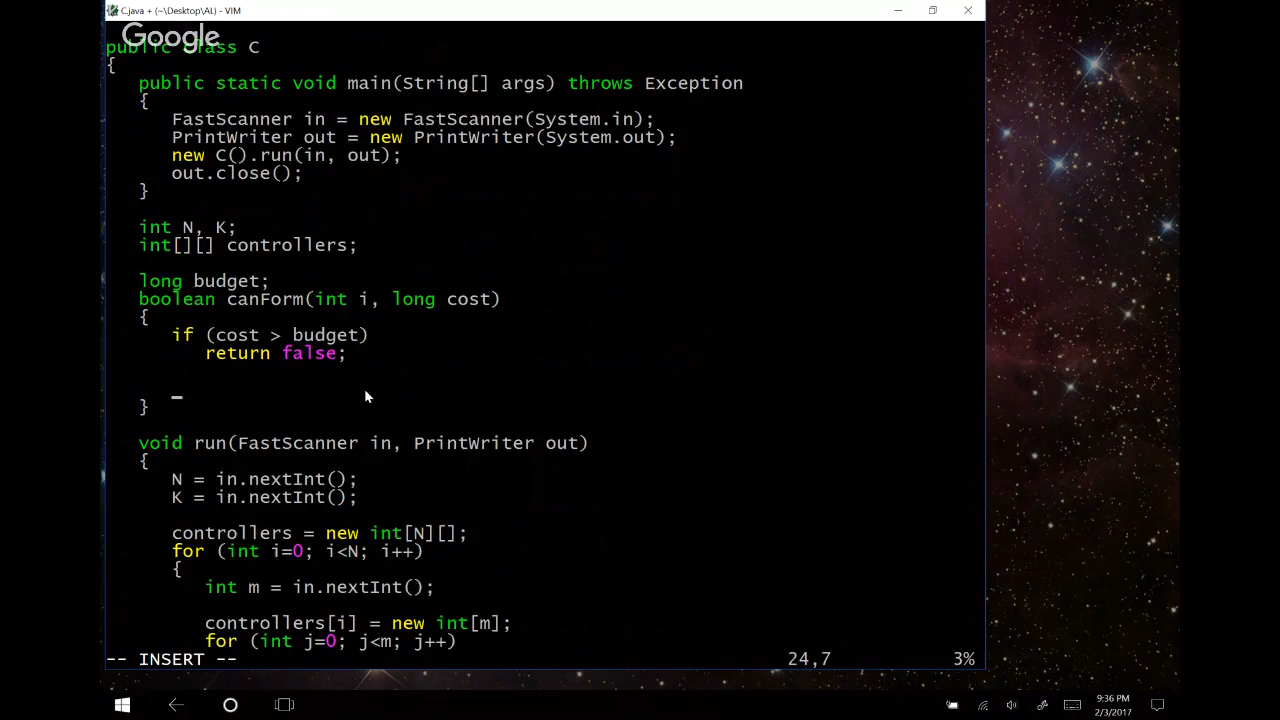 C.java + (~\Desktop\AL) - VIM
Google
public class C
{
public static void main(String[] args) throws Exception
{
FastScanner in = new FastScanner(System.in);
PrintWriter out = new PrintWriter(System.out);
new C().run(in, out);
out.close();
}
int N, K;
int[][] controllers;
long budget;
boolean canForm(int i, long cost)
{
if (cost > budget)
return false;
}
void run(FastScanner in, PrintWriter out)
{
N = in.nextInt();
K = in.nextInt();
controllers = new int[N][];
for (int i=0; i<N; i++)
{
int m = in.nextInt();
controllers[i] = new int[m];
for (int j=0; j<m; j++)
-- INSERT -- 24,7 3%
9:36 PM
2/3/2017